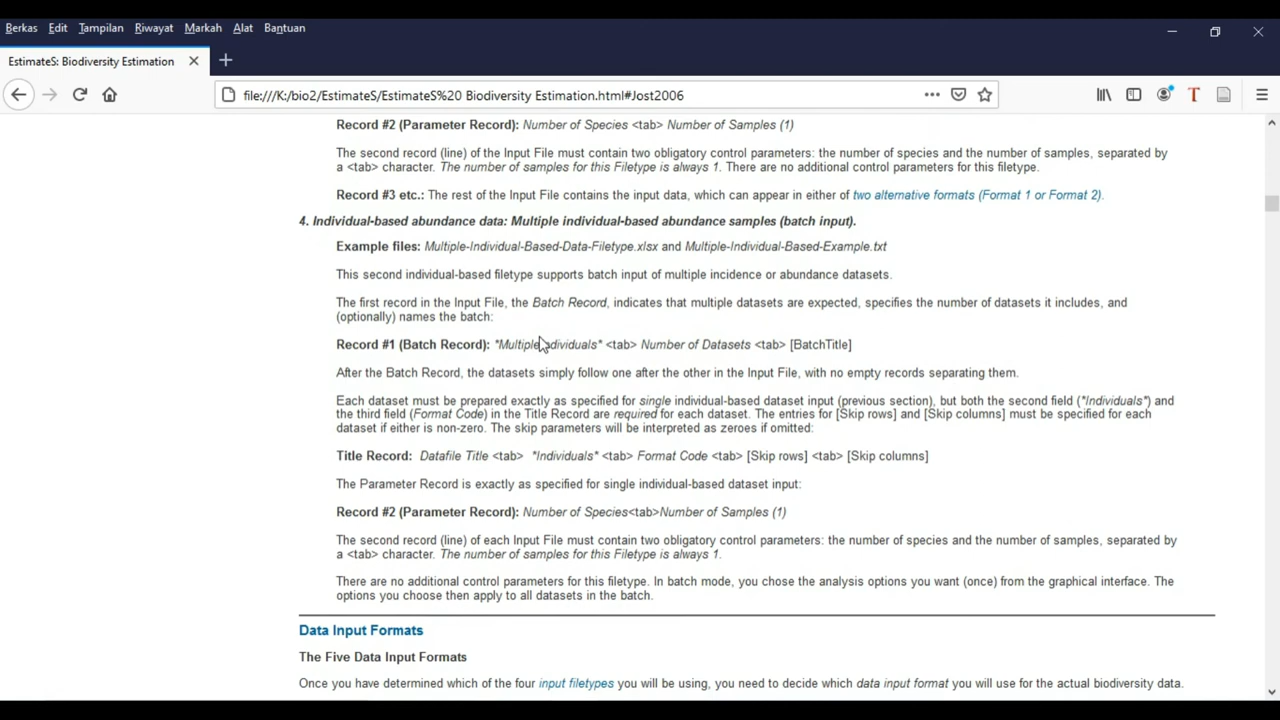 Berkas Edit Tampilan Riwayat Markah Alat Bantuan
EstimateS: Biodiversity Estimation
file:///K:/bio2/EstimateS/EstimateS%20 Biodiversity Estimation.html#Jost2006
Record #2 (Parameter Record): Number of Species <tab> Number of Samples (1)
The second record (line) of the Input File must contain two obligatory control parameters: the number of species and the number of samples, separated by
a <tab> character. The number of samples for this Filetype is always 1. There are no additional control parameters for this filetype.
Record #3 etc.: The rest of the Input File contains the input data, which can appear in either of two alternative formats (Format 1 or Format 2).
4. Individual-based abundance data: Multiple individual-based abundance samples (batch input).
Example files: Multiple-Individual-Based-Data-Filetype.xlsx and Multiple-Individual-Based-Example.txt
This second individual-based filetype supports batch input of multiple incidence or abundance datasets.
The first record in the Input File, the Batch Record, indicates that multiple datasets are expected, specifies the number of datasets it includes, and
(optionally) names the batch:
Record #1 (Batch Record): *MultipleIndividuals* <tab> Number of Datasets <tab> [BatchTitle]
After the Batch Record, the datasets simply follow one after the other in the Input File, with no empty records separating them.
Each dataset must be prepared exactly as specified for single individual-based dataset input (previous section), but both the second field (*Individuals*) and
the third field (Format Code) in the Title Record are required for each dataset. The entries for [Skip rows] and [Skip columns] must be specified for each
dataset if either is non-zero. The skip parameters will be interpreted as zeroes if omitted:
Title Record: Datafile Title <tab> *Individuals* <tab> Format Code <tab> [Skip rows] <tab> [Skip columns]
The Parameter Record is exactly as specified for single individual-based dataset input:
Record #2 (Parameter Record): Number of Species<tab>Number of Samples (1)
The second record (line) of each Input File must contain two obligatory control parameters: the number of species and the number of samples, separated by
a <tab> character. The number of samples for this Filetype is always 1.
There are no additional control parameters for this filetype. In batch mode, you chose the analysis options you want (once) from the graphical interface. The
options you choose then apply to all datasets in the batch.
Data Input Formats
The Five Data Input Formats
Once you have determined which of the four input filetypes you will be using, you need to decide which data input format you will use for the actual biodiversity data.